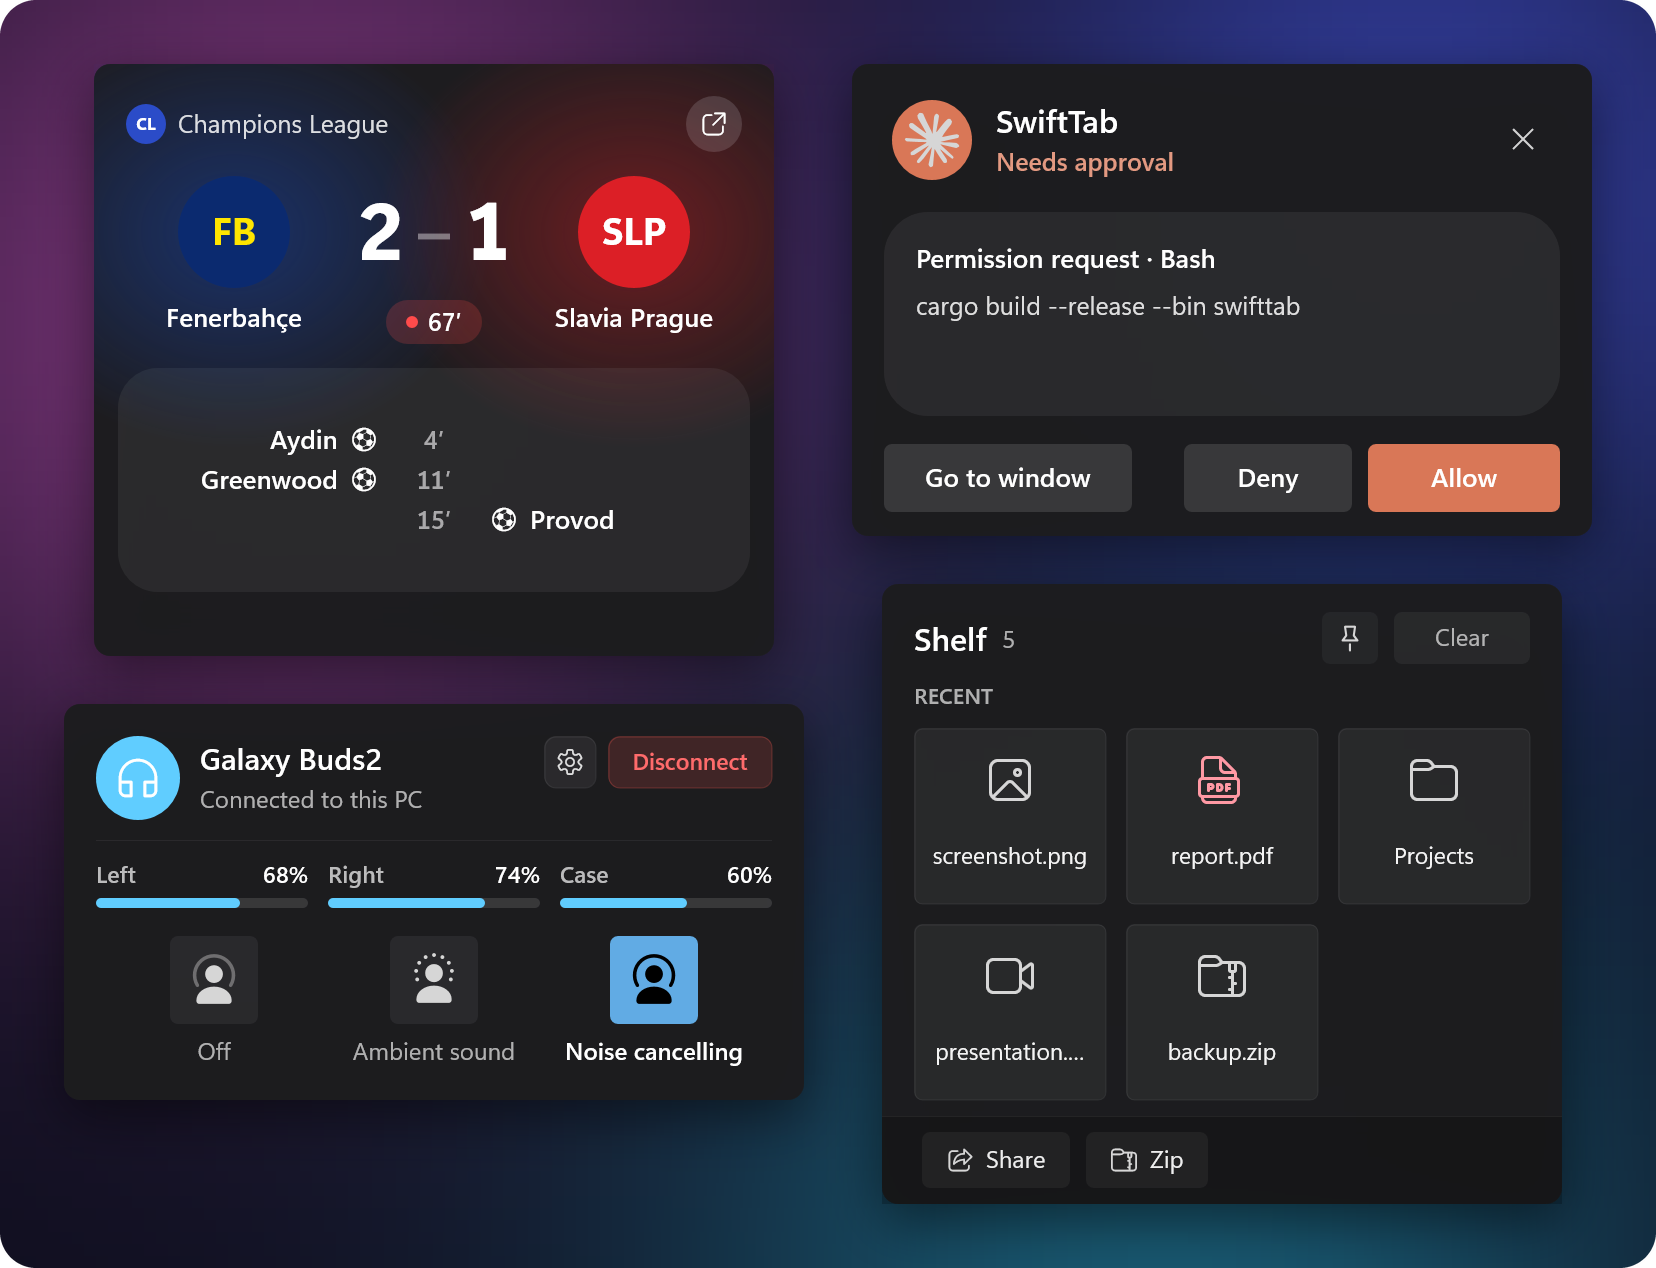 CL Champions League
FB
2 – 1
SLP
Fenerbahçe
67′
Slavia Prague
Aydin 4′
Greenwood 11′
15′ Provod
SwiftTab
Needs approval
Permission request · Bash
cargo build --release --bin swifttab
Go to window
Deny
Allow
Galaxy Buds2
Connected to this PC
Disconnect
Left 68%
Right 74%
Case 60%
Off
Ambient sound
Noise cancelling
Shelf 5
Clear
RECENT
screenshot.png
PDF
report.pdf
Projects
presentation....
backup.zip
Share
Zip